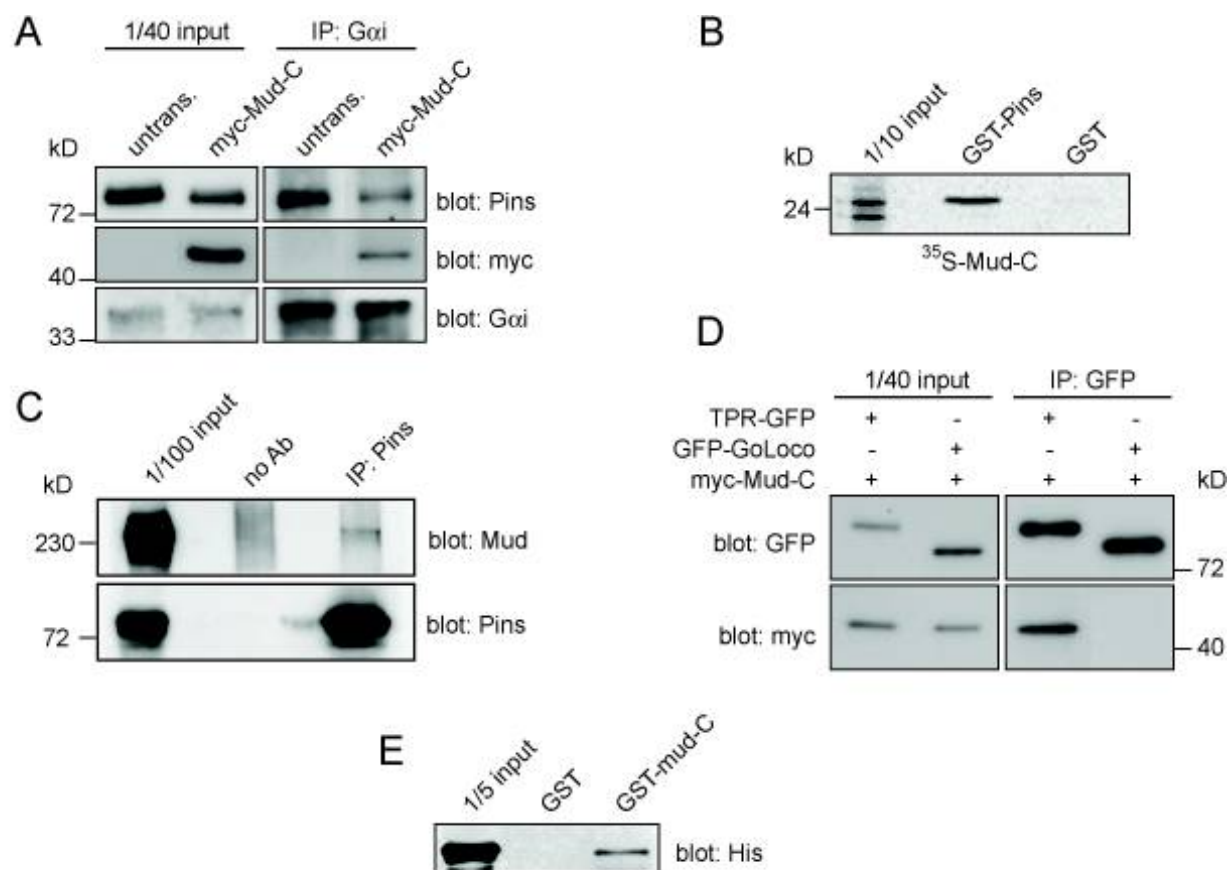 A
1/40 input IP: Gαi
untrans. myc-Mud-C untrans. myc-Mud-C
kD
72 blot: Pins
40 blot: myc
33 blot: Gαi
B
1/10 input GST-Pins GST
kD
24
³⁵S-Mud-C
C
1/100 input no Ab IP: Pins
kD
230 blot: Mud
72 blot: Pins
D
1/40 input IP: GFP
TPR-GFP + - + -
GFP-GoLoco - + - +
myc-Mud-C + + + + kD
blot: GFP 72
blot: myc 40
E
1/5 input GST GST-mud-C
blot: His